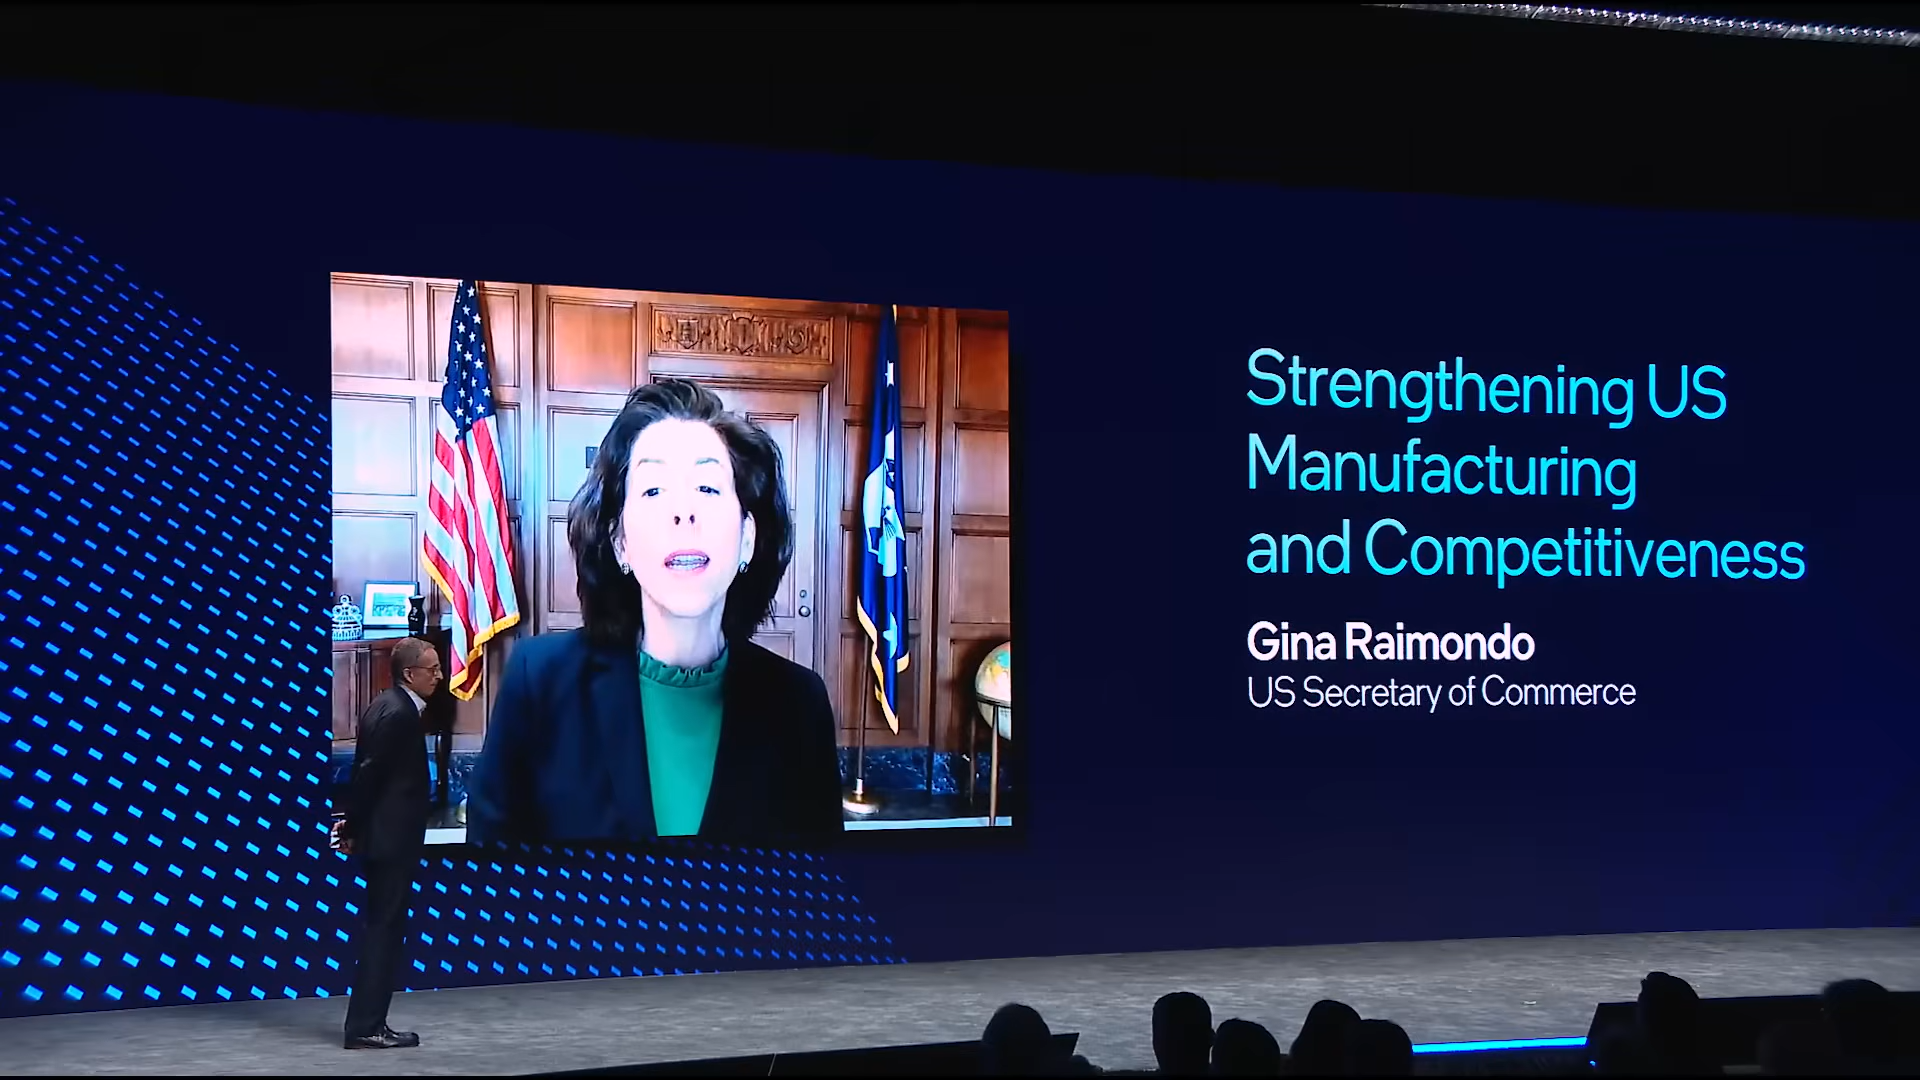 Strengthening US
Manufacturing
and Competitiveness
Gina Raimondo
US Secretary of Commerce